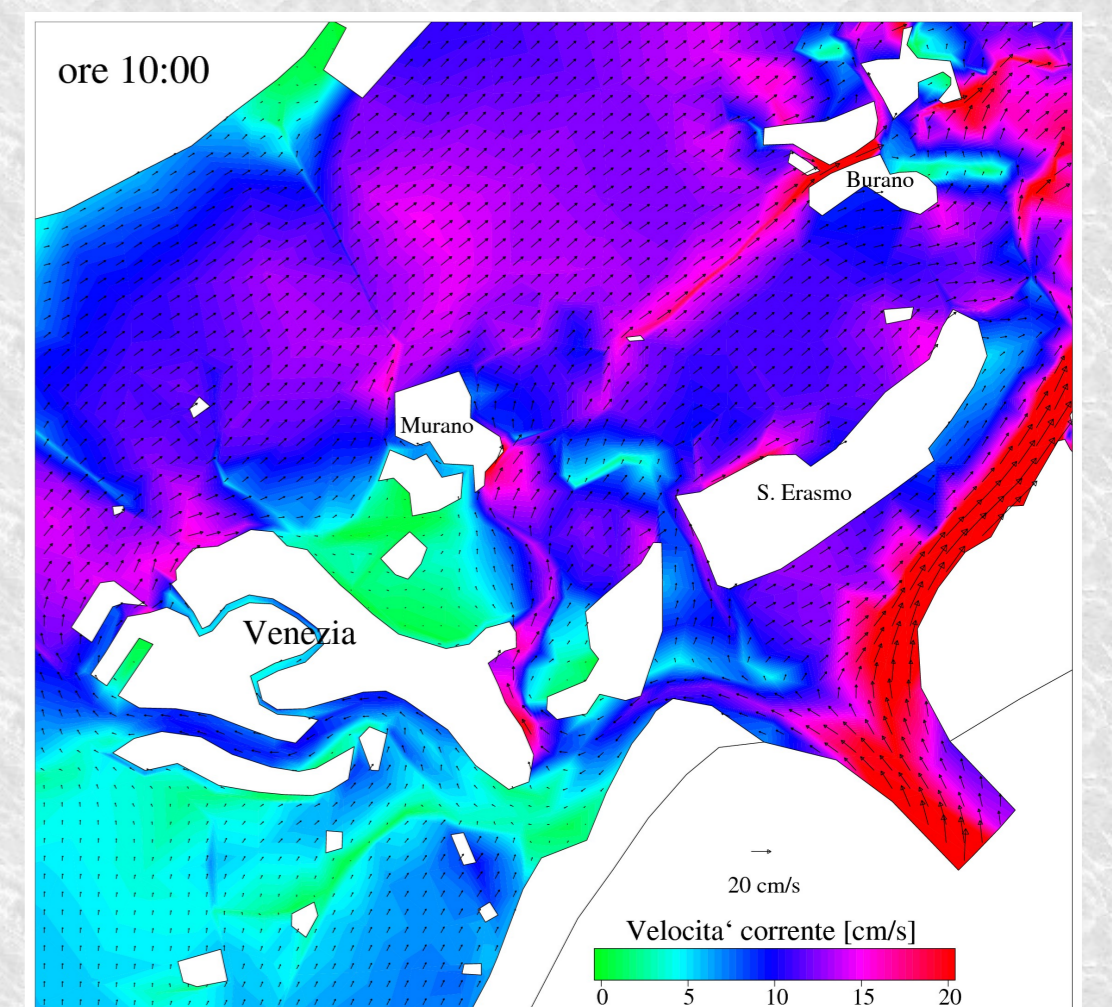 ore 10:00
Burano
Murano
S. Erasmo
Venezia
20 cm/s
Velocita‘ corrente [cm/s]
0 5 10 15 20